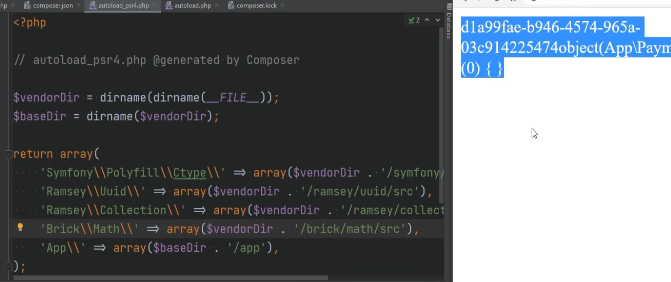 hp
composer.json
autoload_psr4.php
autoload.php
composer.lock
<?php
2
Database
// autoload_psr4.php @generated by Composer
$vendorDir = dirname(dirname(__FILE__));
$baseDir = dirname($vendorDir);
return array(
'Symfony\\Polyfill\\Ctype\\' => array($vendorDir . '/symfony/
'Ramsey\\Uuid\\' => array($vendorDir . '/ramsey/uuid/src'),
'Ramsey\\Collection\\' => array($vendorDir . '/ramsey/collect
'Brick\\Math\\' => array($vendorDir . '/brick/math/src'),
'App\\' => array($baseDir . '/app'),
);
d1a99fae-b946-4574-965a-
03c914225474object(App\Paym
(0) { }